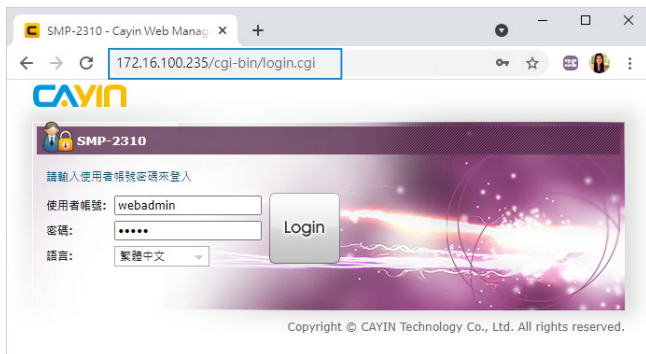 SMP-2310 - Cayin Web Manag
172.16.100.235/cgi-bin/login.cgi
CAYIN
SMP-2310
請輸入使用者帳號密碼來登入
使用者帳號: webadmin
密碼: •••••
Login
語言: 繁體中文
Copyright © CAYIN Technology Co., Ltd. All rights reserved.